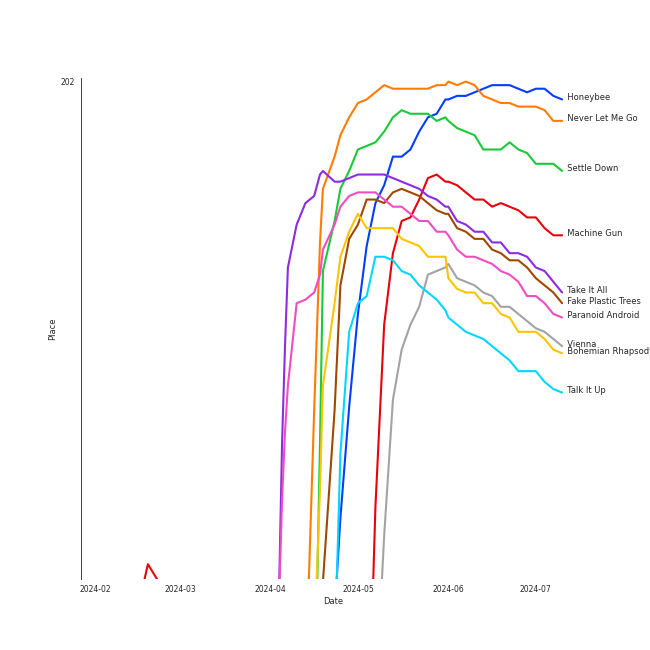 202
Honeybee
Never Let Me Go
Settle Down
Machine Gun
Take It All
Fake Plastic Trees
Paranoid Android
Vienna
Bohemian Rhapsod
Talk It Up
Place
2024-02 2024-03 2024-04 2024-05 2024-06 2024-07
Date